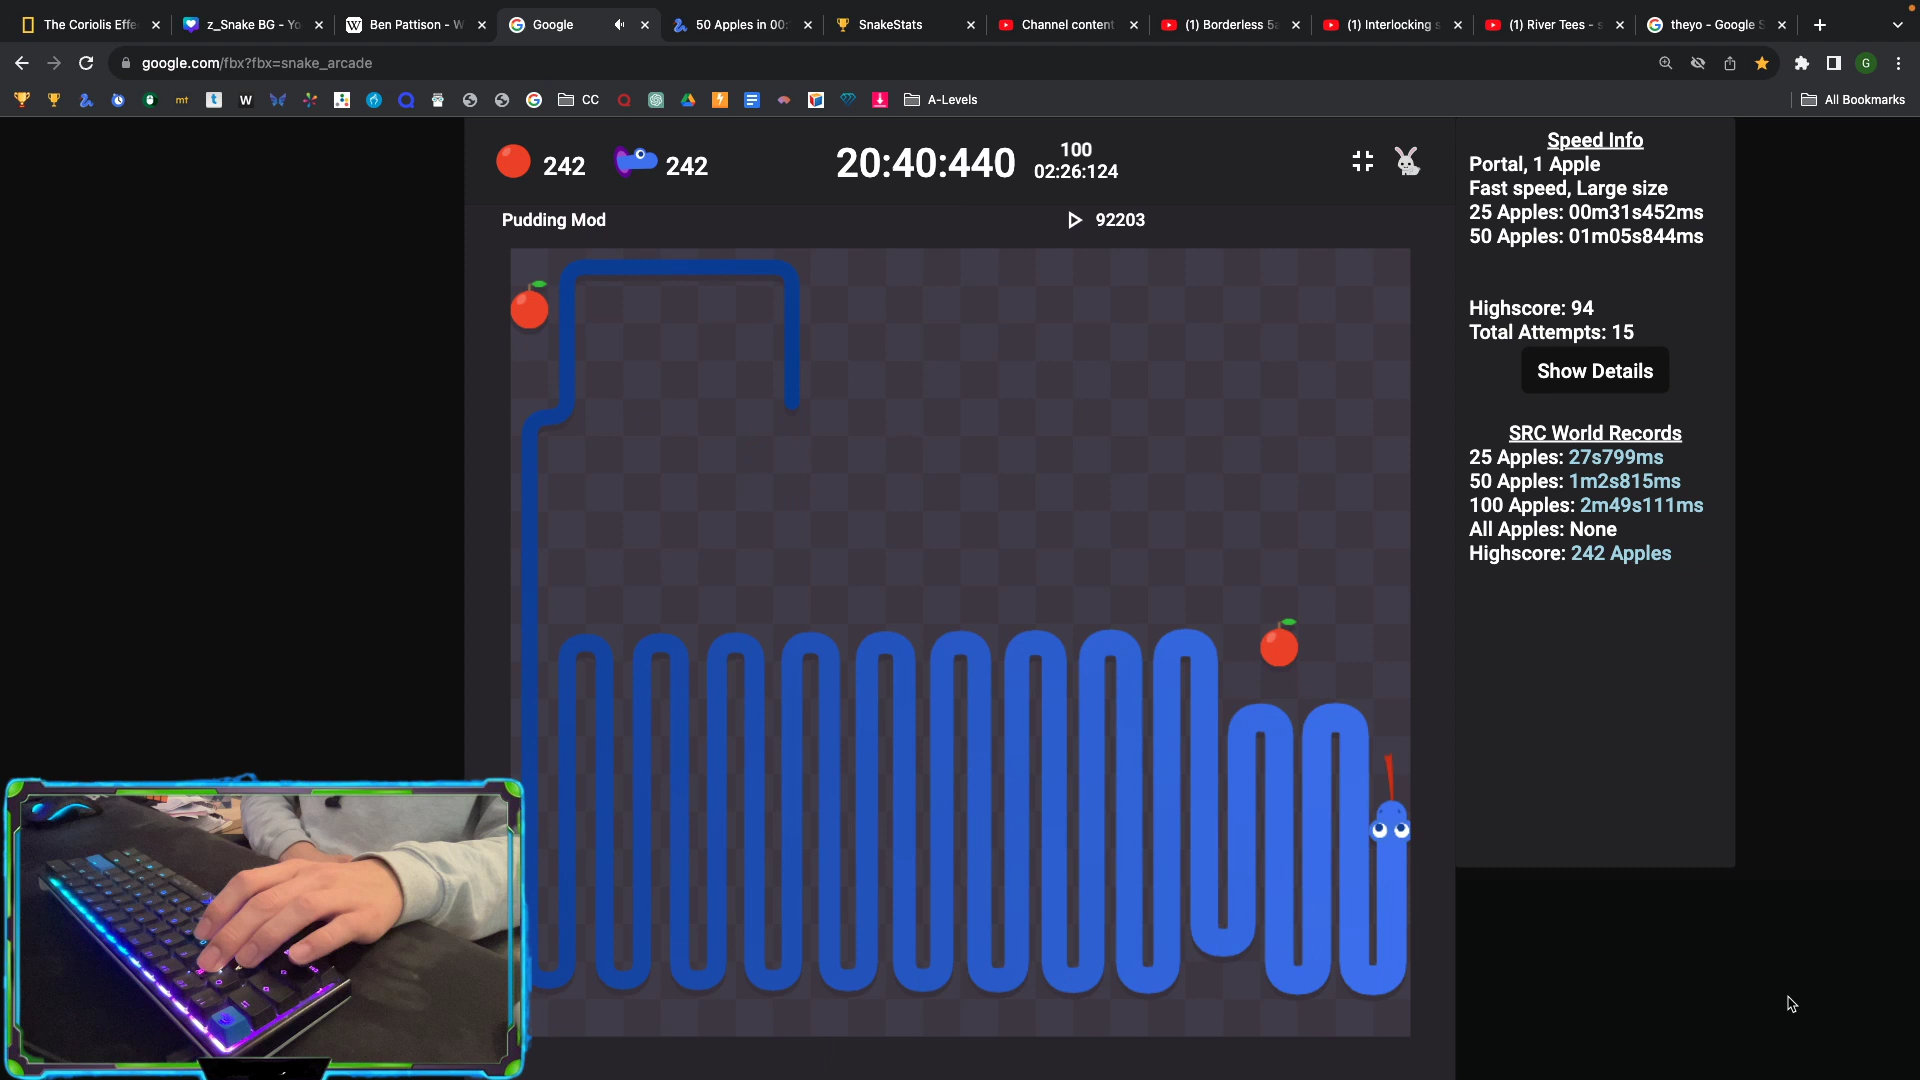 The Coriolis Effe
z_Snake BG - Yo
Ben Pattison - W
Google
50 Apples in 00:
SnakeStats
Channel content
(1) Borderless 5a
(1) Interlocking s
(1) River Tees - s
theyo - Google S
google.com/fbx?fbx=snake_arcade
G
mt
t
W
CC
A-Levels
All Bookmarks
242
242
20:40:440
100
02:26:124
Pudding Mod
92203
Speed Info
Portal, 1 Apple
Fast speed, Large size
25 Apples: 00m31s452ms
50 Apples: 01m05s844ms
Highscore: 94
Total Attempts: 15
Show Details
SRC World Records
25 Apples: 27s799ms
50 Apples: 1m2s815ms
100 Apples: 2m49s111ms
All Apples: None
Highscore: 242 Apples